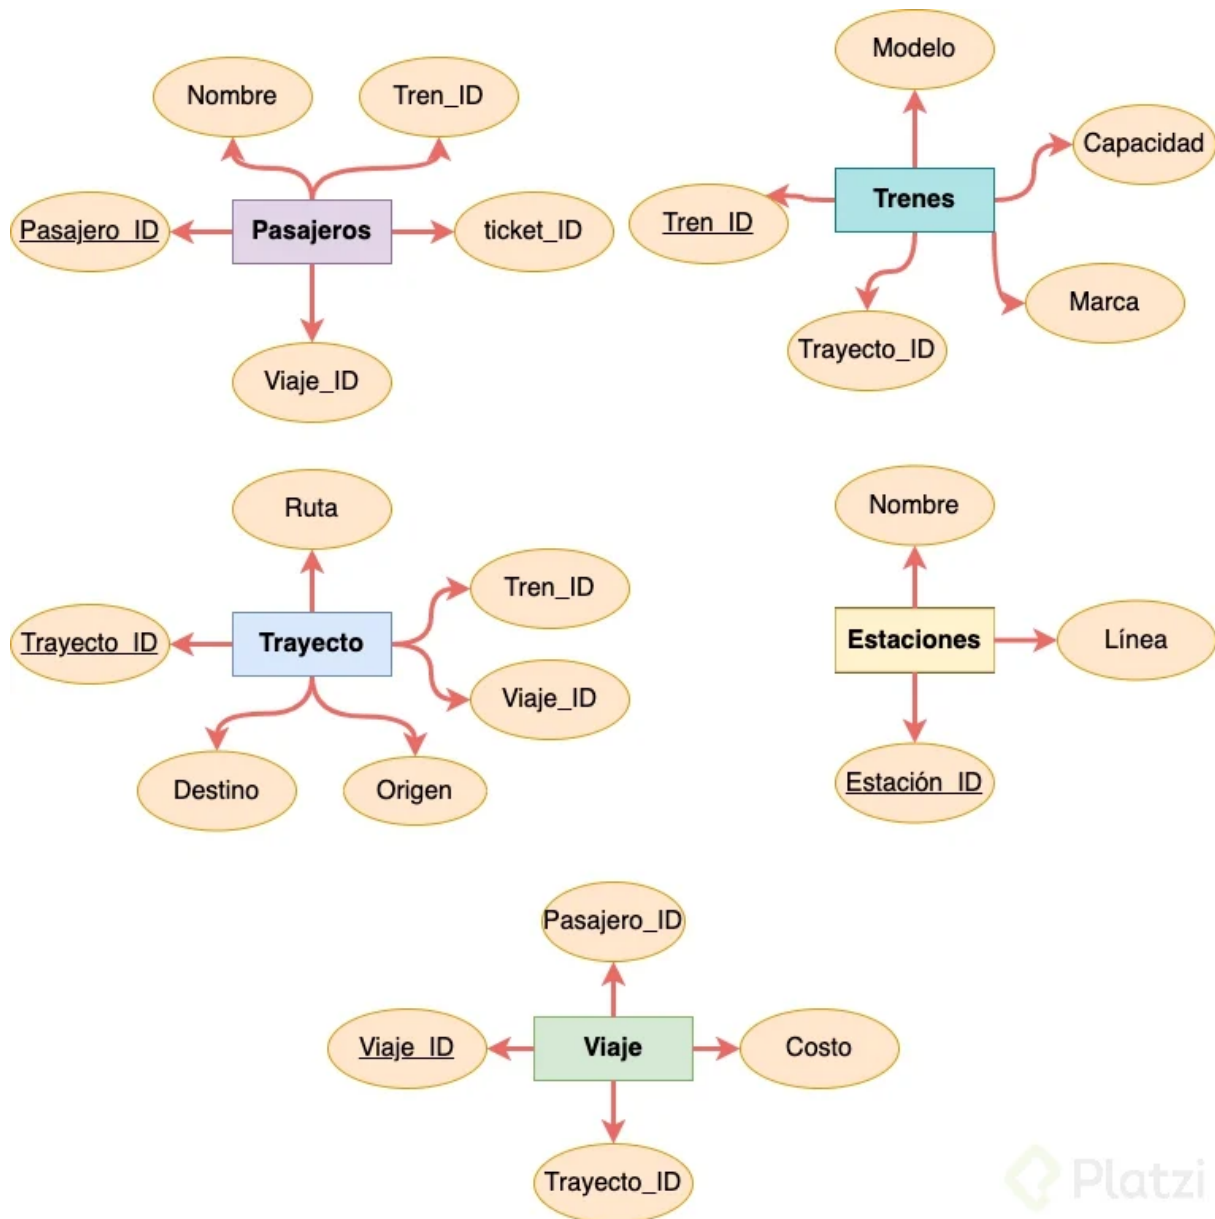 Modelo
Nombre
Tren_ID
Capacidad
Pasajero_ID
Pasajeros
ticket_ID
Tren_ID
Trenes
Marca
Trayecto_ID
Viaje_ID
Ruta
Nombre
Tren_ID
Trayecto_ID
Trayecto
Viaje_ID
Estaciones
Línea
Destino
Origen
Estación_ID
Pasajero_ID
Viaje_ID
Viaje
Costo
Trayecto_ID
Platzi